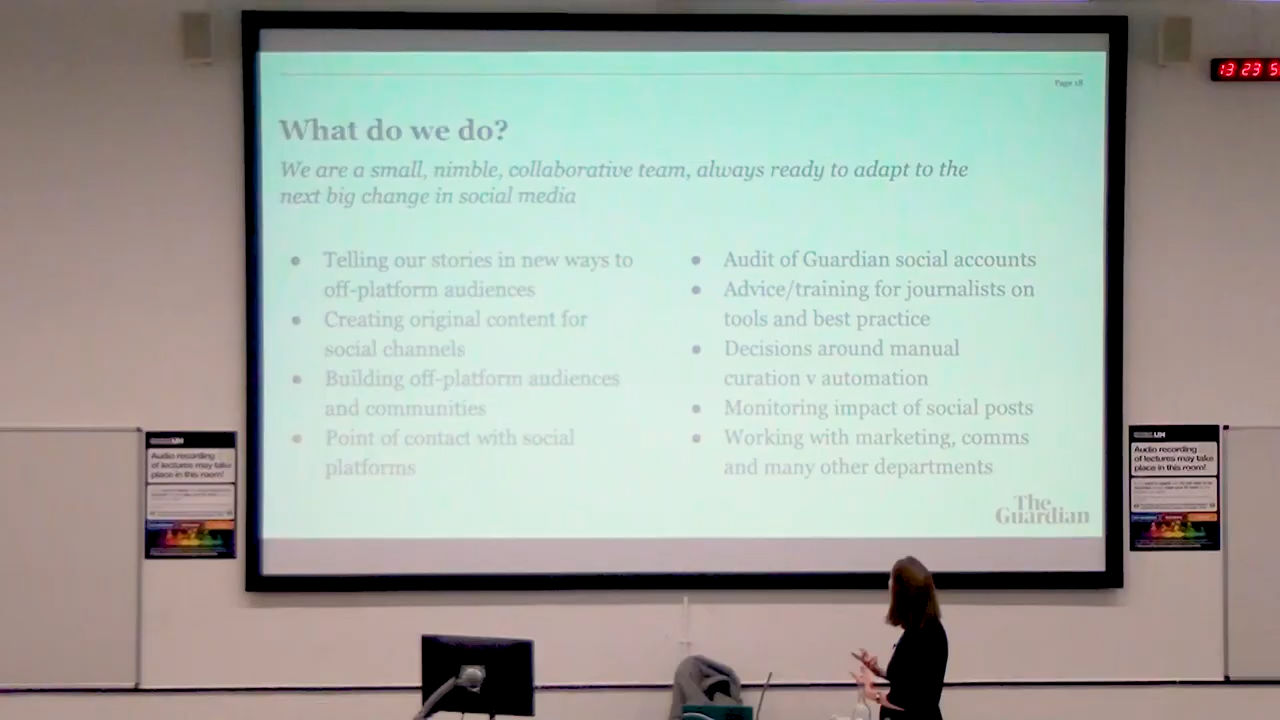 13 23 5
Page 18
What do we do?
We are a small, nimble, collaborative team, always ready to adapt to the
next big change in social media
• Telling our stories in new ways to
off-platform audiences
• Creating original content for
social channels
• Building off-platform audiences
and communities
• Point of contact with social
platforms
• Audit of Guardian social accounts
• Advice/training for journalists on
tools and best practice
• Decisions around manual
curation v automation
• Monitoring impact of social posts
• Working with marketing, comms
and many other departments
The
Guardian
Audio recording
of lectures may take
place in this room!
Audio recording
of lectures may take
place in this room!